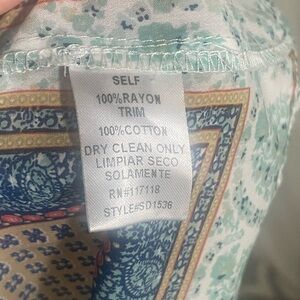 SELF
100%RAYON
TRIM
100%COTTON
DRY CLEAN ONLY
LIMPIAR SECO
SOLAMENTE
RN#117118
STYLE#SD1536